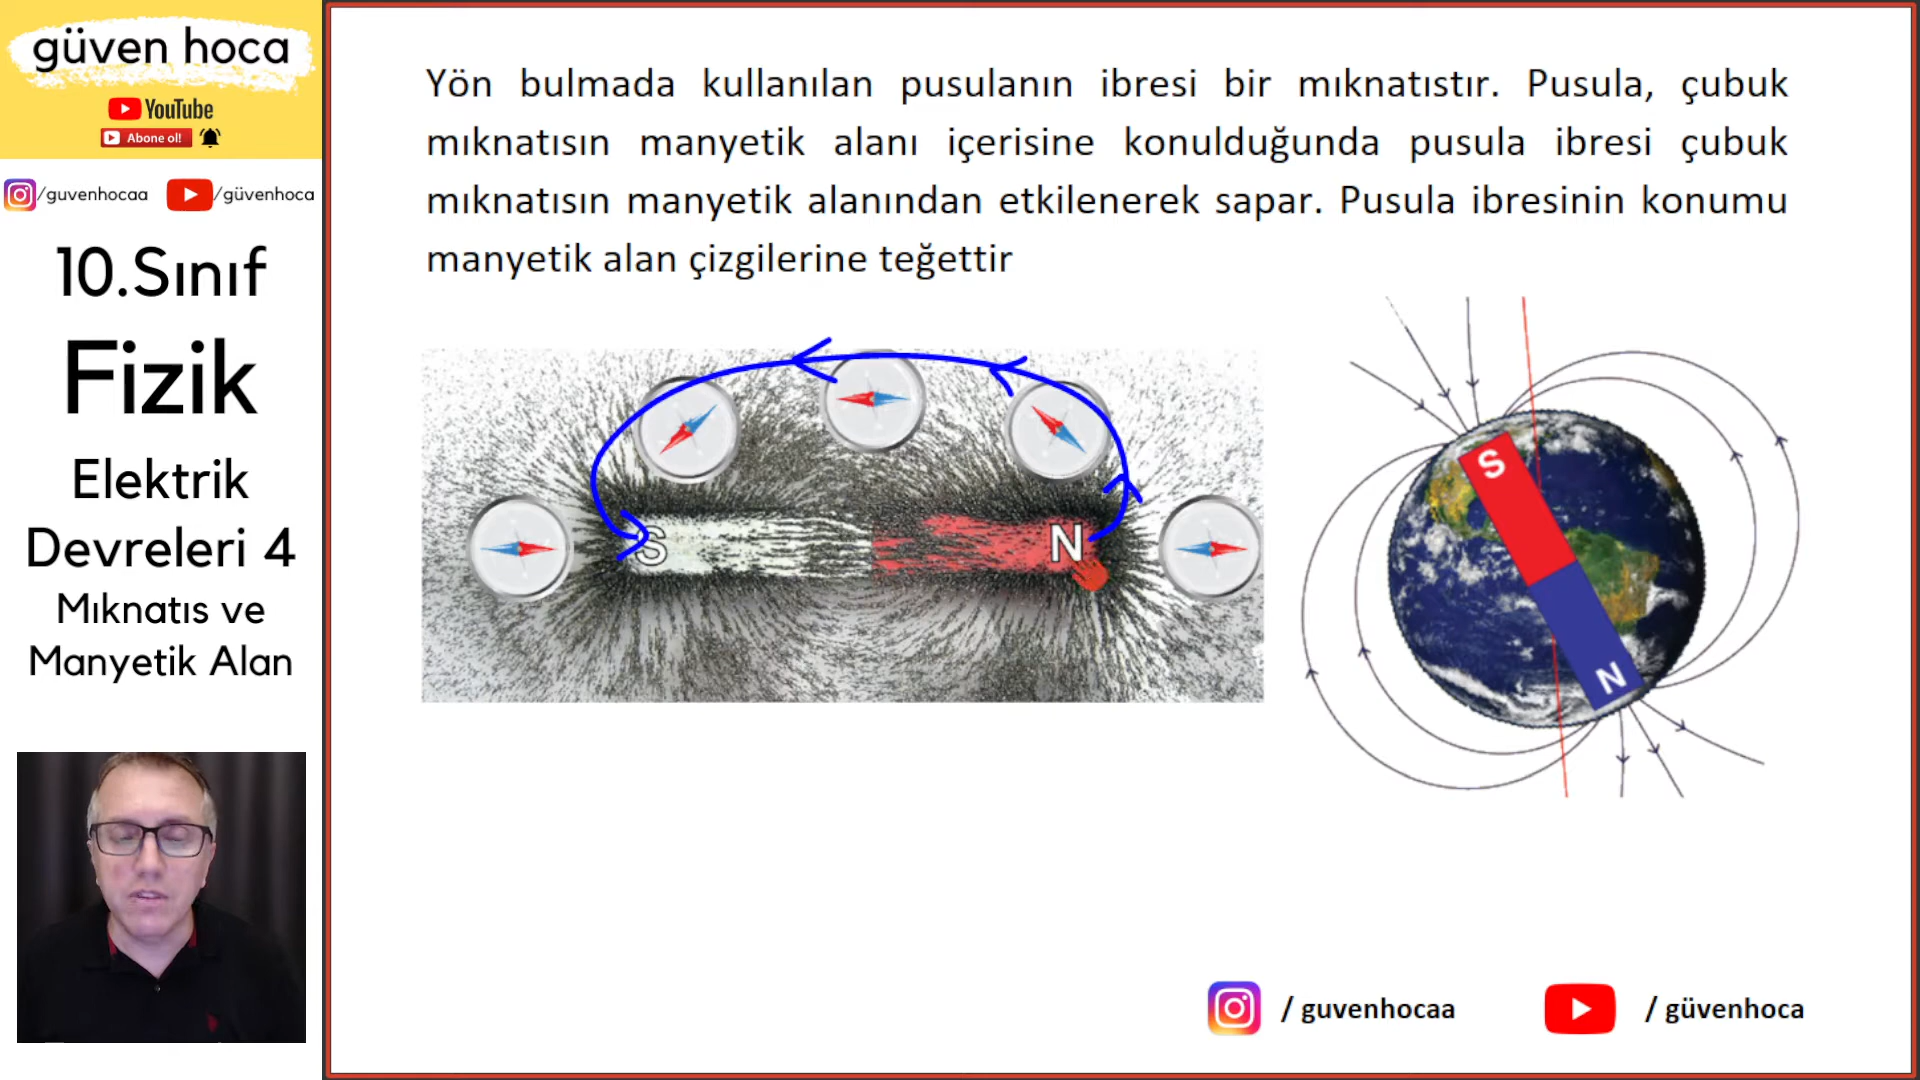 güven hoca
YouTube
Abone ol!
/guvenhocaa
/güvenhoca
10.Sınıf
Fizik
Elektrik
Devreleri 4
Mıknatıs ve
Manyetik Alan
Yön bulmada kullanılan pusulanın ibresi bir mıknatıstır. Pusula, çubuk
mıknatısın manyetik alanı içerisine konulduğunda pusula ibresi çubuk
mıknatısın manyetik alanından etkilenerek sapar. Pusula ibresinin konumu
manyetik alan çizgilerine teğettir
S
N
S
N
/ guvenhocaa
/ güvenhoca